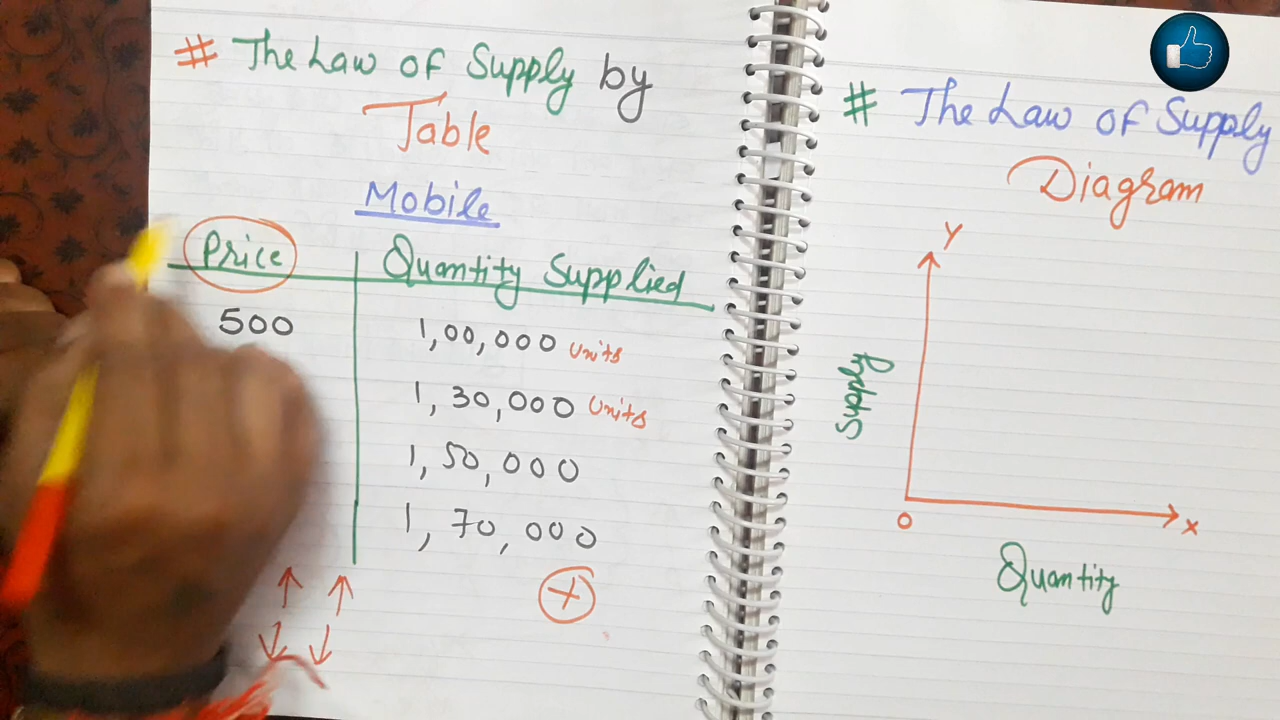 # The Law of Supply by
Table
Mobile
Price Quantity Supplied
500 1,00,000 Units
1,30,000 Units
1,50,000
1,70,000
# The Law of Supply
Diagram
Y
Supply
O
X
Quantity